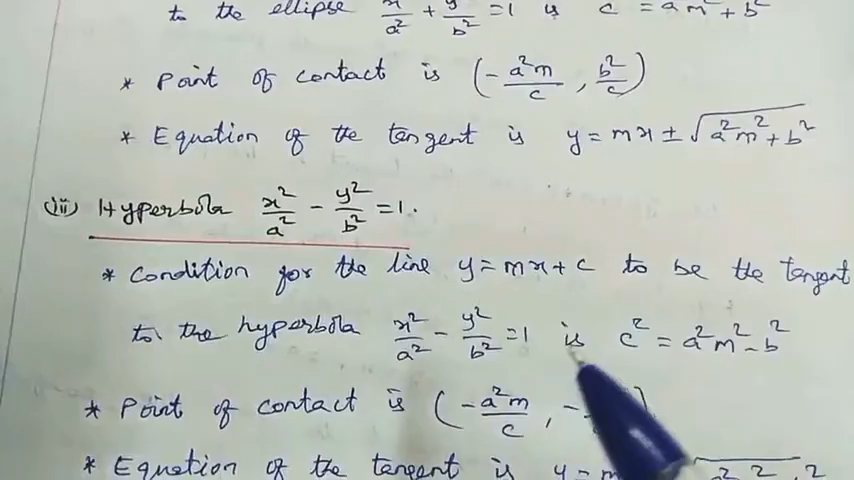 to the ellipse x²/a² + y²/b² = 1 is c² = a²m² + b²
* Point of contact is (-a²m/c, b²/c)
* Equation of the tangent is y = mx ± √(a²m² + b²)
(iii) Hyperbola x²/a² - y²/b² = 1.
* Condition for the line y = mx + c to be the tangent
to the hyperbola x²/a² - y²/b² = 1 is c² = a²m² - b²
* Point of contact is (-a²m/c, -
* Equation of the tangent is y = m